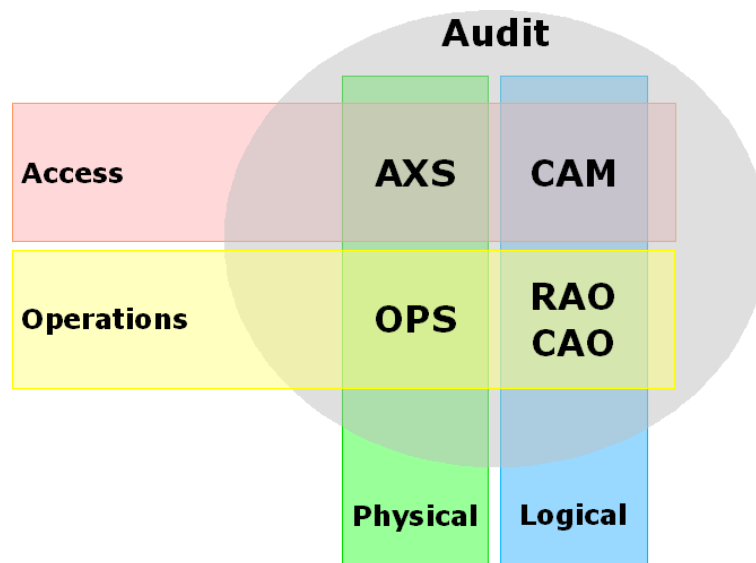 Audit
Access
AXS
CAM
Operations
OPS
RAO
CAO
Physical
Logical